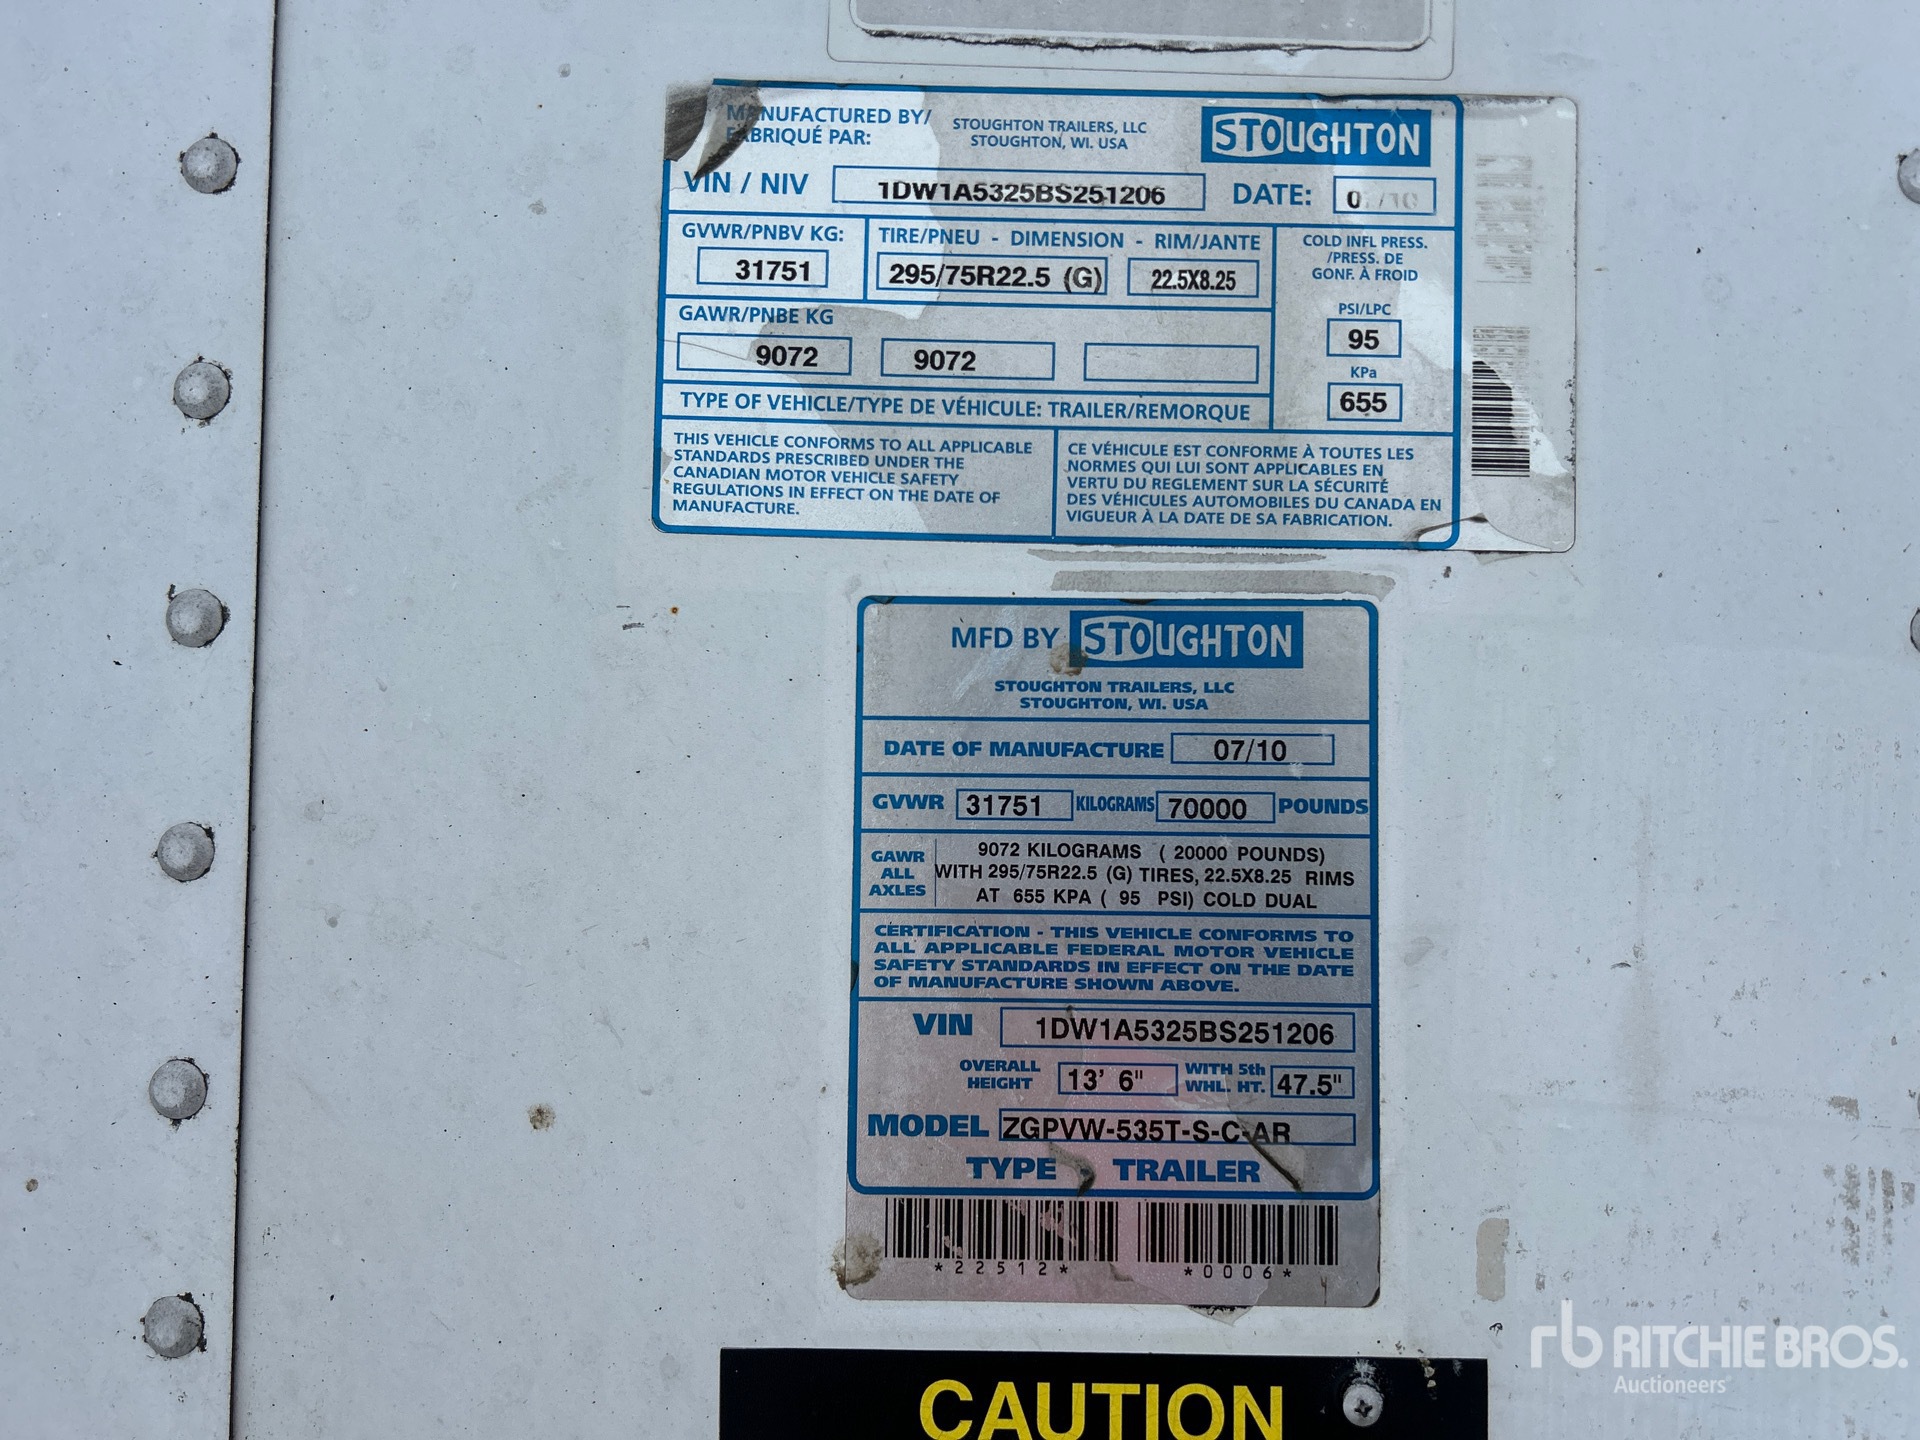 MANUFACTURED BY/
FABRIQUÉ PAR:
STOUGHTON TRAILERS, LLC
STOUGHTON, WI. USA
STOUGHTON
VIN / NIV 1DW1A5325BS251206 DATE: 0 /10
GVWR/PNBV KG:
31751
TIRE/PNEU - DIMENSION - RIM/JANTE
295/75R22.5 (G) 22.5X8.25
COLD INFL PRESS.
/PRESS. DE
GONF. À FROID
PSI/LPC
95
KPa
655
GAWR/PNBE KG
9072 9072
TYPE OF VEHICLE/TYPE DE VÉHICULE: TRAILER/REMORQUE
THIS VEHICLE CONFORMS TO ALL APPLICABLE
STANDARDS PRESCRIBED UNDER THE
CANADIAN MOTOR VEHICLE SAFETY
REGULATIONS IN EFFECT ON THE DATE OF
MANUFACTURE.
CE VÉHICULE EST CONFORME À TOUTES LES
NORMES QUI LUI SONT APPLICABLES EN
VERTU DU REGLEMENT SUR LA SÉCURITÉ
DES VÉHICULES AUTOMOBILES DU CANADA EN
VIGUEUR À LA DATE DE SA FABRICATION.
MFD BY STOUGHTON
STOUGHTON TRAILERS, LLC
STOUGHTON, WI. USA
DATE OF MANUFACTURE 07/10
GVWR 31751 KILOGRAMS 70000 POUNDS
GAWR
ALL
AXLES
9072 KILOGRAMS ( 20000 POUNDS)
WITH 295/75R22.5 (G) TIRES, 22.5X8.25 RIMS
AT 655 KPA ( 95 PSI) COLD DUAL
CERTIFICATION - THIS VEHICLE CONFORMS TO
ALL APPLICABLE FEDERAL MOTOR VEHICLE
SAFETY STANDARDS IN EFFECT ON THE DATE
OF MANUFACTURE SHOWN ABOVE.
VIN 1DW1A5325BS251206
OVERALL
HEIGHT
13' 6"
WITH 5th
WHL. HT.
47.5"
MODEL ZGPVW-535T-S-C-AR
TYPE - TRAILER
*22512* *0006*
CAUTION
rb RITCHIE BROS.
Auctioneers